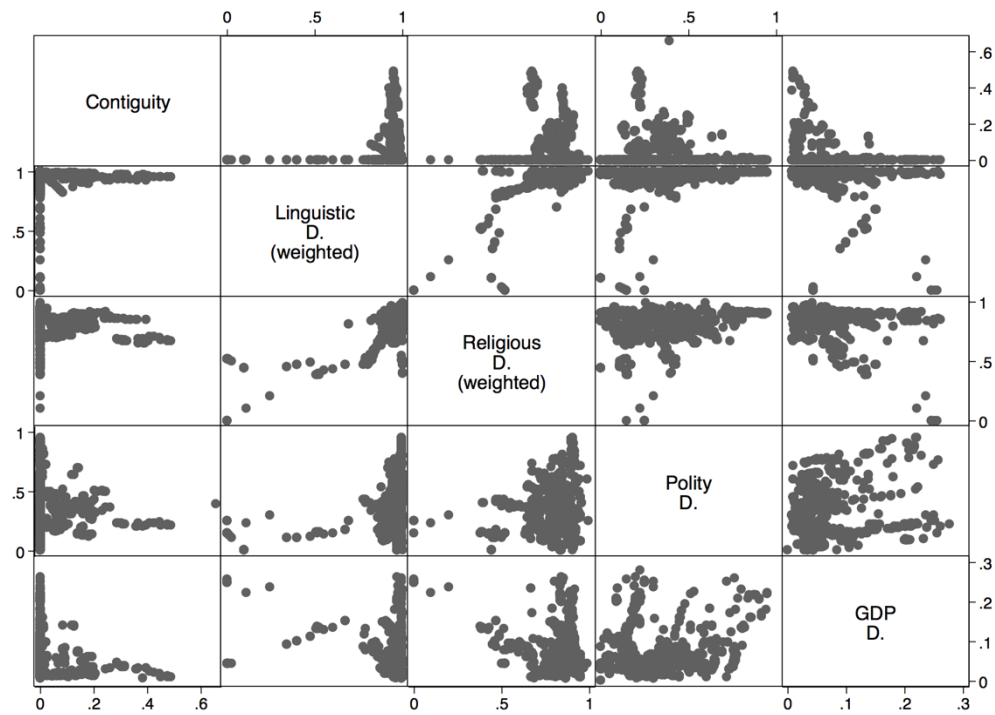 0 .5 1 0 .5 1
Contiguity
0 .2 .4 .6
0 .5 1
Linguistic
D.
(weighted)
Religious
D.
(weighted)
0 .5 1
0 .5 1
Polity
D.
GDP
D.
0 .1 .2 .3
0 .2 .4 .6 0 .5 1 0 .1 .2 .3